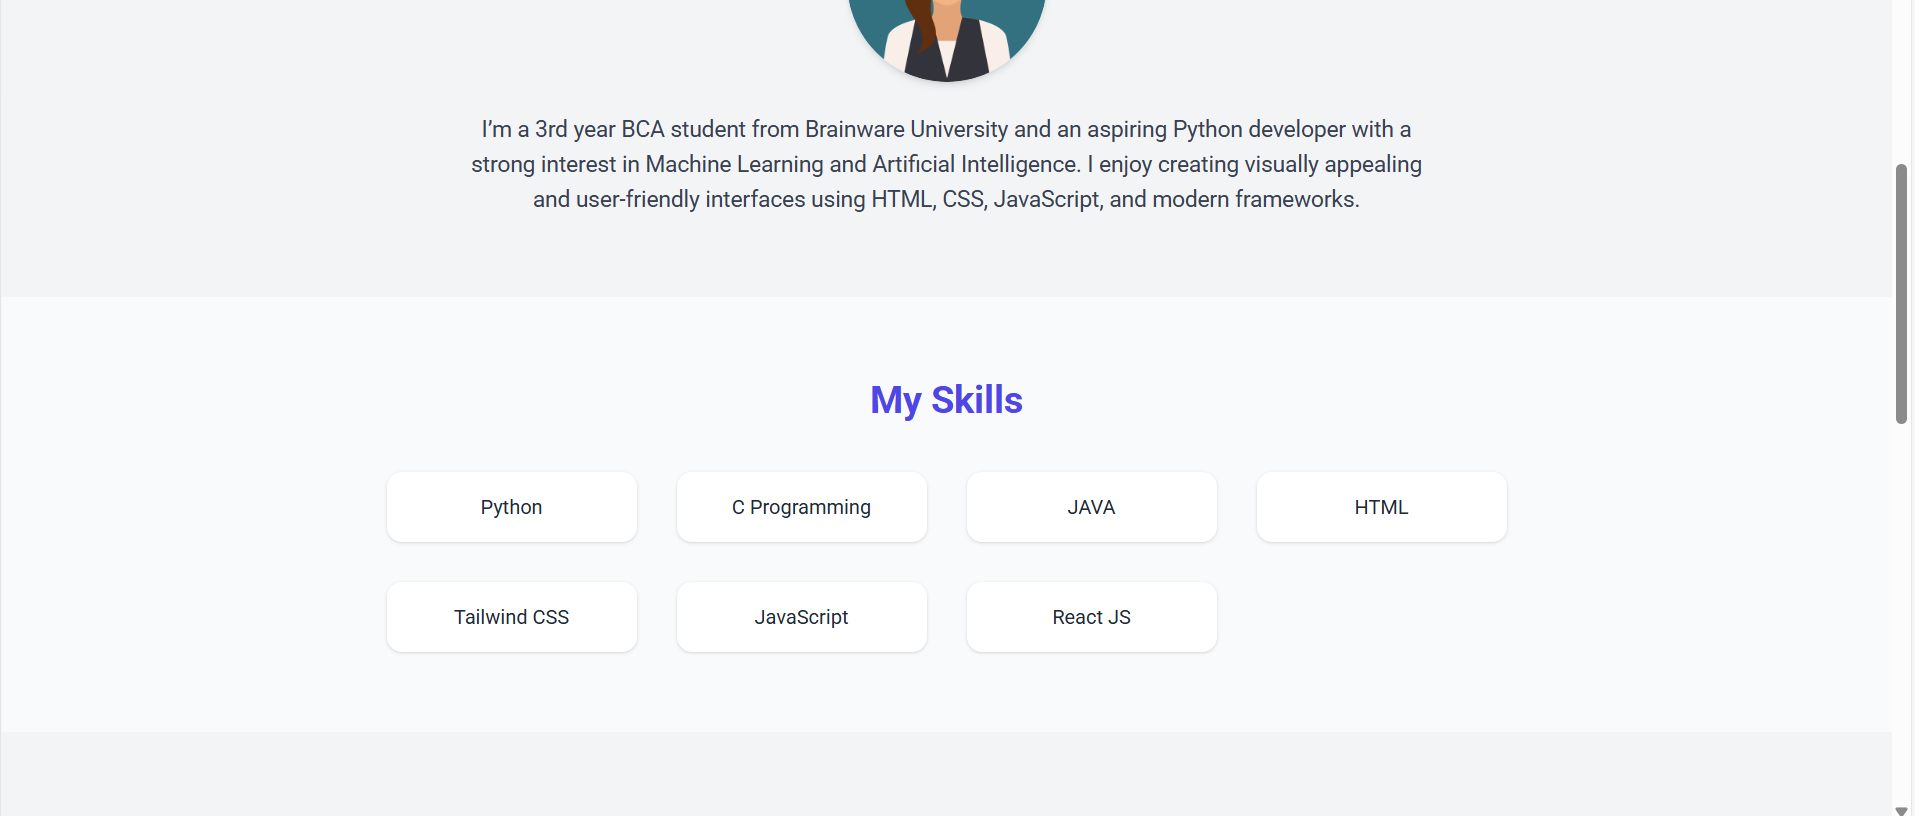 I’m a 3rd year BCA student from Brainware University and an aspiring Python developer with a
strong interest in Machine Learning and Artificial Intelligence. I enjoy creating visually appealing
and user-friendly interfaces using HTML, CSS, JavaScript, and modern frameworks.
My Skills
Python
C Programming
JAVA
HTML
Tailwind CSS
JavaScript
React JS